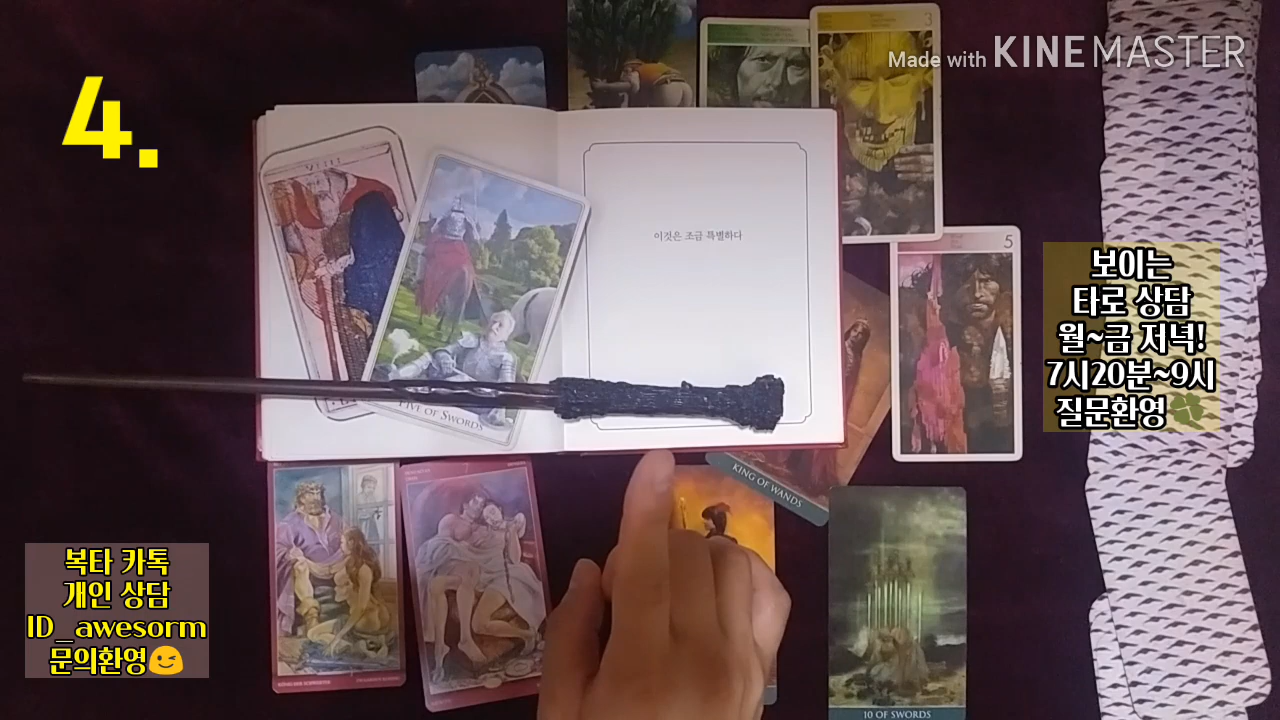 4.
Made with KINEMASTER
3
VIII
이것은 조금 특별하다
5
보이는
타로 상담
월~금 저녁!
7시20분~9시
질문환영🍀
FIVE OF SWORDS
KING OF WANDS
7
복타 카톡
개인 상담
ID_awesorm
문의환영😉
10 OF SWORDS